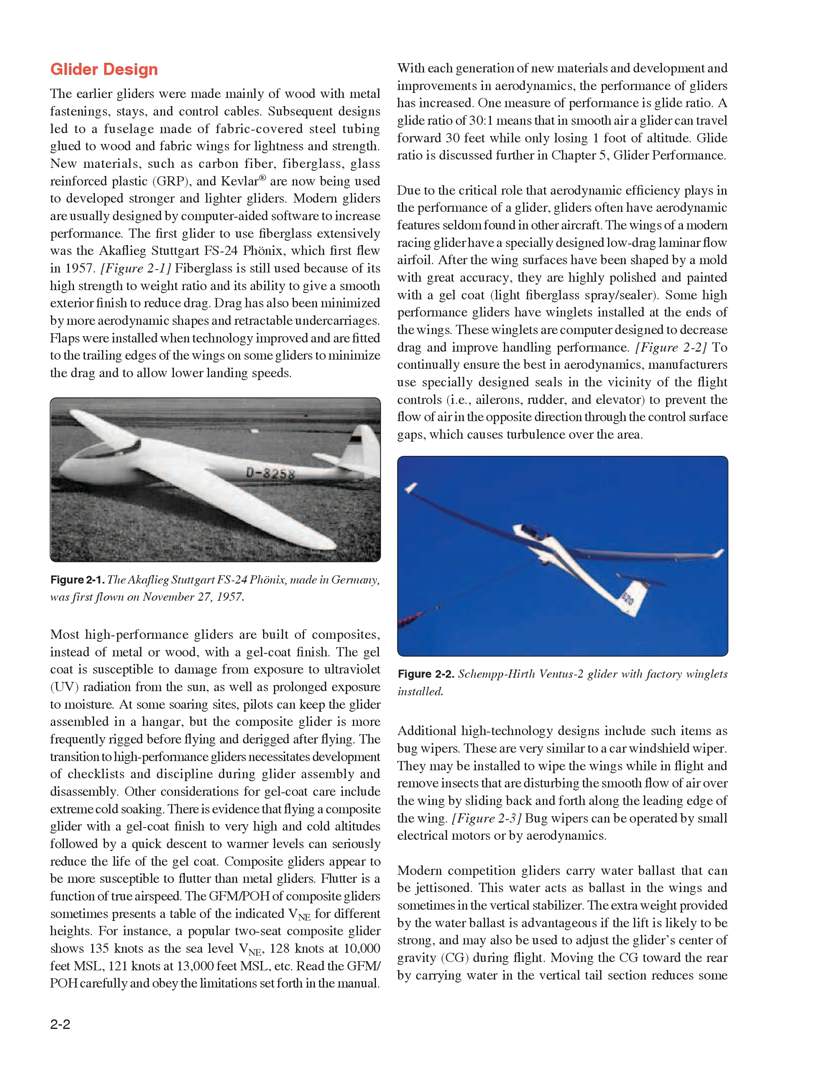 Glider Design
The earlier gliders were made mainly of wood with metal
fastenings, stays, and control cables. Subsequent designs
led to a fuselage made of fabric-covered steel tubing
glued to wood and fabric wings for lightness and strength.
New materials, such as carbon fiber, fiberglass, glass
reinforced plastic (GRP), and Kevlar® are now being used
to developed stronger and lighter gliders. Modern gliders
are usually designed by computer-aided software to increase
performance. The first glider to use fiberglass extensively
was the Akaflieg Stuttgart FS-24 Phönix, which first flew
in 1957. [Figure 2-1] Fiberglass is still used because of its
high strength to weight ratio and its ability to give a smooth
exterior finish to reduce drag. Drag has also been minimized
by more aerodynamic shapes and retractable undercarriages.
Flaps were installed when technology improved and are fitted
to the trailing edges of the wings on some gliders to minimize
the drag and to allow lower landing speeds.
D-8258
Figure 2-1. The Akaflieg Stuttgart FS-24 Phönix, made in Germany,
was first flown on November 27, 1957.
Most high-performance gliders are built of composites,
instead of metal or wood, with a gel-coat finish. The gel
coat is susceptible to damage from exposure to ultraviolet
(UV) radiation from the sun, as well as prolonged exposure
to moisture. At some soaring sites, pilots can keep the glider
assembled in a hangar, but the composite glider is more
frequently rigged before flying and derigged after flying. The
transition to high-performance gliders necessitates development
of checklists and discipline during glider assembly and
disassembly. Other considerations for gel-coat care include
extreme cold soaking. There is evidence that flying a composite
glider with a gel-coat finish to very high and cold altitudes
followed by a quick descent to warmer levels can seriously
reduce the life of the gel coat. Composite gliders appear to
be more susceptible to flutter than metal gliders. Flutter is a
function of true airspeed. The GFM/POH of composite gliders
sometimes presents a table of the indicated VNE for different
heights. For instance, a popular two-seat composite glider
shows 135 knots as the sea level VNE, 128 knots at 10,000
feet MSL, 121 knots at 13,000 feet MSL, etc. Read the GFM/
POH carefully and obey the limitations set forth in the manual.
With each generation of new materials and development and
improvements in aerodynamics, the performance of gliders
has increased. One measure of performance is glide ratio. A
glide ratio of 30:1 means that in smooth air a glider can travel
forward 30 feet while only losing 1 foot of altitude. Glide
ratio is discussed further in Chapter 5, Glider Performance.
Due to the critical role that aerodynamic efficiency plays in
the performance of a glider, gliders often have aerodynamic
features seldom found in other aircraft. The wings of a modern
racing glider have a specially designed low-drag laminar flow
airfoil. After the wing surfaces have been shaped by a mold
with great accuracy, they are highly polished and painted
with a gel coat (light fiberglass spray/sealer). Some high
performance gliders have winglets installed at the ends of
the wings. These winglets are computer designed to decrease
drag and improve handling performance. [Figure 2-2] To
continually ensure the best in aerodynamics, manufacturers
use specially designed seals in the vicinity of the flight
controls (i.e., ailerons, rudder, and elevator) to prevent the
flow of air in the opposite direction through the control surface
gaps, which causes turbulence over the area.
Figure 2-2. Schempp-Hirth Ventus-2 glider with factory winglets
installed.
Additional high-technology designs include such items as
bug wipers. These are very similar to a car windshield wiper.
They may be installed to wipe the wings while in flight and
remove insects that are disturbing the smooth flow of air over
the wing by sliding back and forth along the leading edge of
the wing. [Figure 2-3] Bug wipers can be operated by small
electrical motors or by aerodynamics.
Modern competition gliders carry water ballast that can
be jettisoned. This water acts as ballast in the wings and
sometimes in the vertical stabilizer. The extra weight provided
by the water ballast is advantageous if the lift is likely to be
strong, and may also be used to adjust the glider's center of
gravity (CG) during flight. Moving the CG toward the rear
by carrying water in the vertical tail section reduces some
2-2